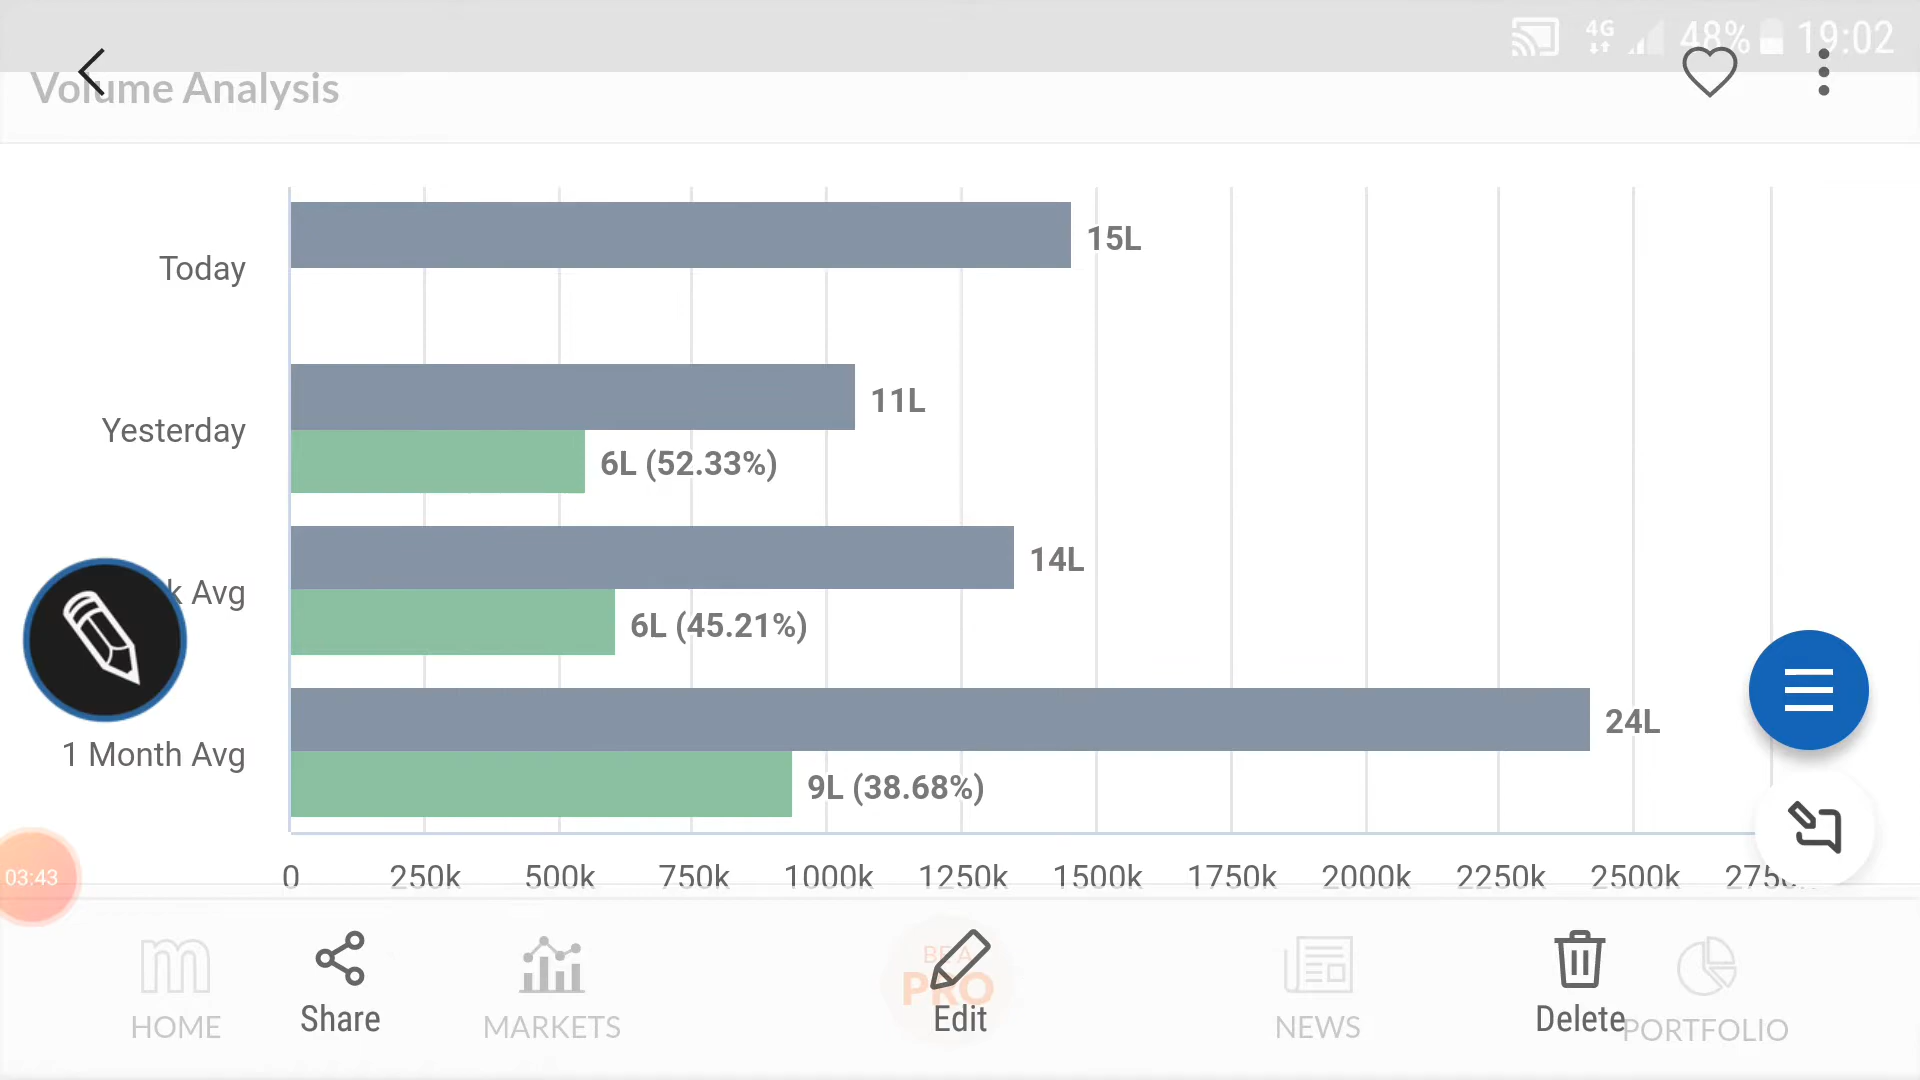 4G 48% 19:02
Volume Analysis
Today
15L
Yesterday
11L
6L (52.33%)
k Avg
14L
6L (45.21%)
1 Month Avg
24L
9L (38.68%)
0 250k 500k 750k 1000k 1250k 1500k 1750k 2000k 2250k 2500k
03:43
BE A
PRO
HOME Share MARKETS Edit NEWS Delete PORTFOLIO